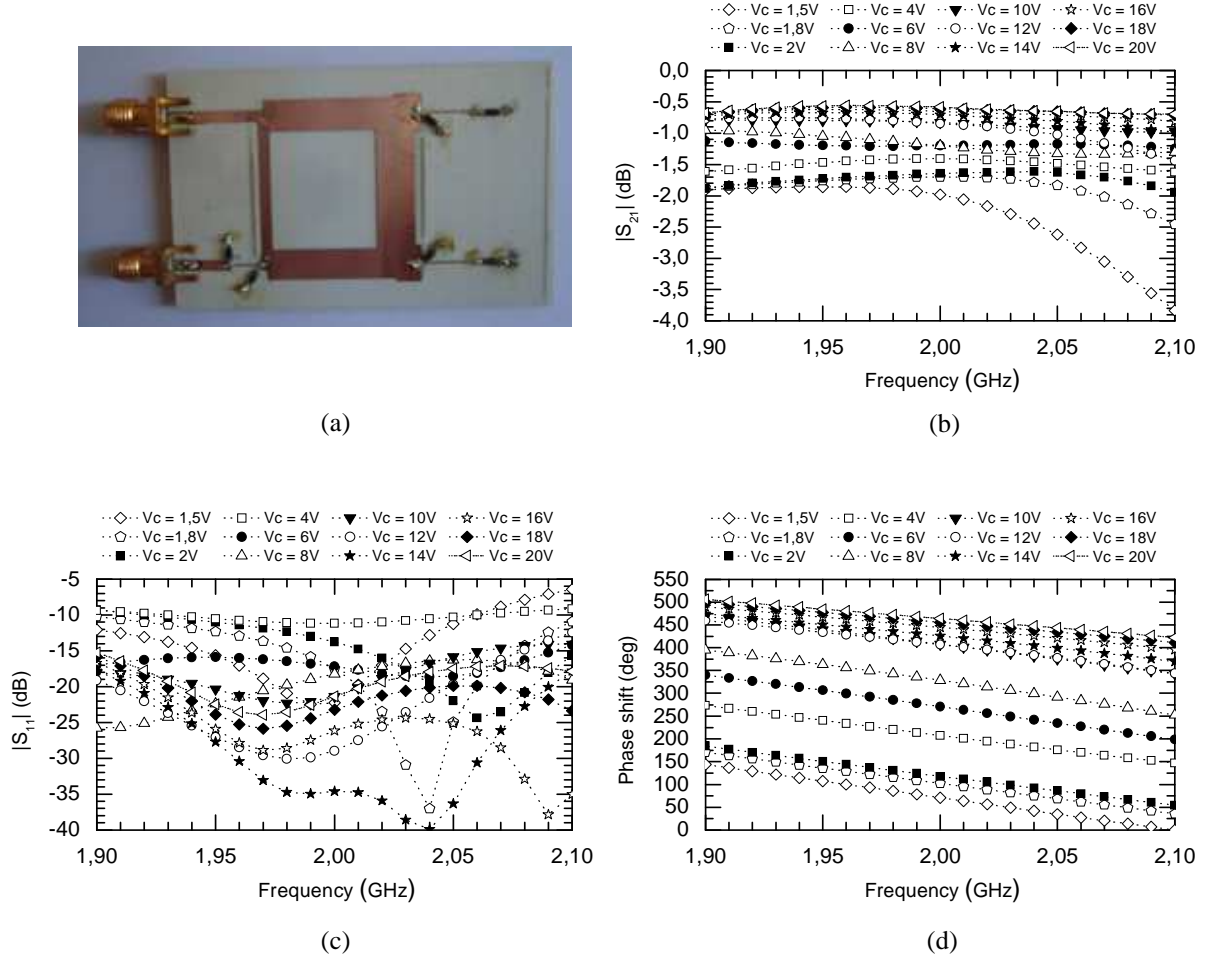 Vc = 1,5V Vc = 4V Vc = 10V Vc = 16V
Vc =1,8V Vc = 6V Vc = 12V Vc = 18V
Vc = 2V Vc = 8V Vc = 14V Vc = 20V
0,0
-0,5
-1,0
-1,5
-2,0
-2,5
-3,0
-3,5
-4,0
|S21| (dB)
1,90 1,95 2,00 2,05 2,10
Frequency (GHz)
(a)
(b)
Vc = 1,5V Vc = 4V Vc = 10V Vc = 16V
Vc =1,8V Vc = 6V Vc = 12V Vc = 18V
Vc = 2V Vc = 8V Vc = 14V Vc = 20V
-5
-10
-15
-20
-25
-30
-35
-40
|S11| (dB)
1,90 1,95 2,00 2,05 2,10
Frequency (GHz)
(c)
Vc = 1,5V Vc = 4V Vc = 10V Vc = 16V
Vc =1,8V Vc = 6V Vc = 12V Vc = 18V
Vc = 2V Vc = 8V Vc = 14V Vc = 20V
550
500
450
400
350
300
250
200
150
100
50
0
Phase shift (deg)
1,90 1,95 2,00 2,05 2,10
Frequency (GHz)
(d)